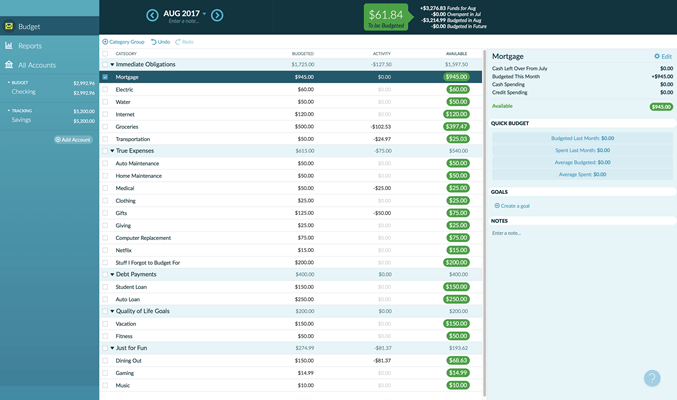 Budget
Reports
All Accounts
BUDGET $2,992.96
Checking $2,992.96
TRACKING $5,200.00
Savings $5,200.00
Add Account
AUG 2017
Enter a note...
$61.84
To be Budgeted
+$3,276.83 Funds for Aug
-$0.00 Overspent in Jul
-$3,214.99 Budgeted in Aug
-$0.00 Budgeted in Future
Category Group Undo Redo
CATEGORY BUDGETED ACTIVITY AVAILABLE
Immediate Obligations $1,725.00 -$127.50 $1,597.50
Mortgage $945.00 $0.00 $945.00
Electric $60.00 $0.00 $60.00
Water $50.00 $0.00 $50.00
Internet $120.00 $0.00 $120.00
Groceries $500.00 -$102.53 $397.47
Transportation $50.00 -$24.97 $25.03
True Expenses $615.00 -$75.00 $540.00
Auto Maintenance $50.00 $0.00 $50.00
Home Maintenance $50.00 $0.00 $50.00
Medical $50.00 -$25.00 $25.00
Clothing $25.00 $0.00 $25.00
Gifts $125.00 -$50.00 $75.00
Giving $25.00 $0.00 $25.00
Computer Replacement $75.00 $0.00 $75.00
Netflix $15.00 $0.00 $15.00
Stuff I Forgot to Budget For $200.00 $0.00 $200.00
Debt Payments $400.00 $0.00 $400.00
Student Loan $150.00 $0.00 $150.00
Auto Loan $250.00 $0.00 $250.00
Quality of Life Goals $200.00 $0.00 $200.00
Vacation $150.00 $0.00 $150.00
Fitness $50.00 $0.00 $50.00
Just for Fun $274.99 -$81.37 $193.62
Dining Out $150.00 -$81.37 $68.63
Gaming $14.99 $0.00 $14.99
Music $10.00 $0.00 $10.00
Mortgage Edit
Cash Left Over From July $0.00
Budgeted This Month +$945.00
Cash Spending $0.00
Credit Spending $0.00
Available $945.00
QUICK BUDGET
Budgeted Last Month: $0.00
Spent Last Month: $0.00
Average Budgeted: $0.00
Average Spent: $0.00
GOALS
Create a goal
NOTES
Enter a note...
?